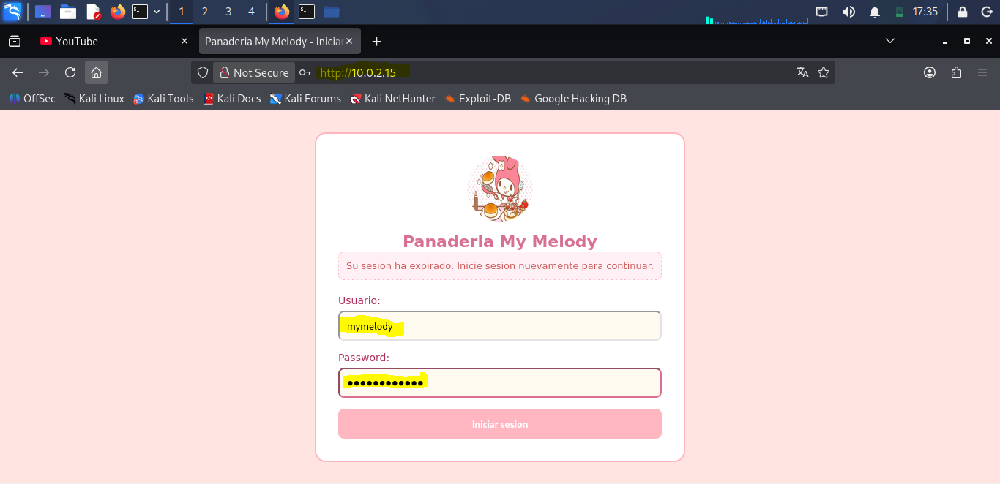 1 2 3 4 17:35
YouTube Panaderia My Melody - Inicia
Not Secure http://10.0.2.15
OffSec Kali Linux Kali Tools Kali Docs Kali Forums Kali NetHunter Exploit-DB Google Hacking DB
Panaderia My Melody
Su sesion ha expirado. Inicie sesion nuevamente para continuar.
Usuario:
mymelody
Password:
●●●●●●●●●●●●
Iniciar sesion